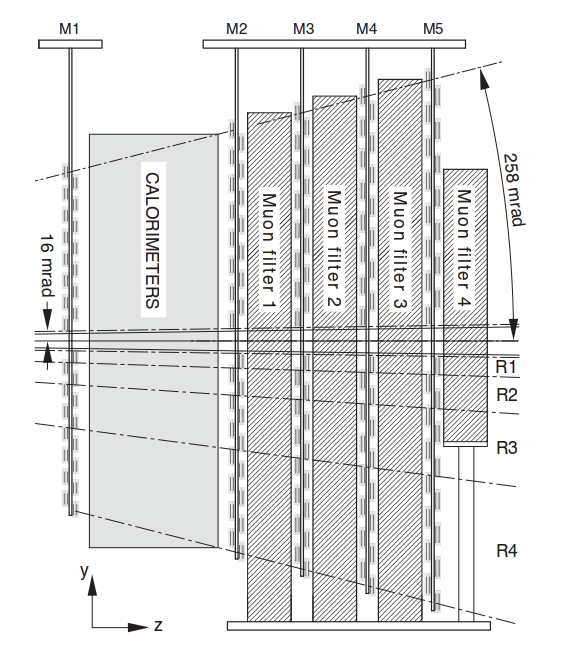 M1
M2
M3
M4
M5
258 mrad
16 mrad
CALORIMETERS
Muon filter 1
Muon filter 2
Muon filter 3
Muon filter 4
R1
R2
R3
R4
y
z